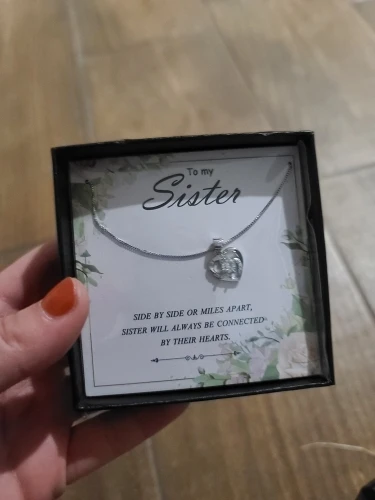 To my
Sister
SIDE BY SIDE OR MILES APART,
SISTER WILL ALWAYS BE CONNECTED
BY THEIR HEARTS.